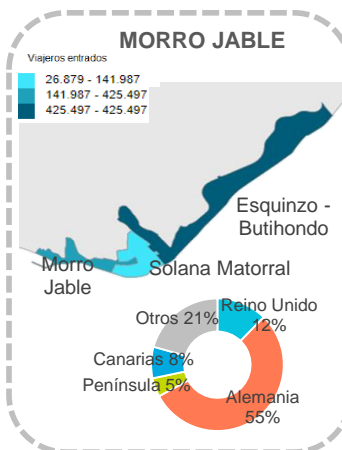 MORRO JABLE
Viajeros entrados
26.879 - 141.987
141.987 - 425.497
425.497 - 425.497
Esquinzo -
Butihondo
Morro
Jable
Solana Matorral
Otros 21%
Reino Unido
12%
Canarias 8%
Península 5%
Alemania
55%